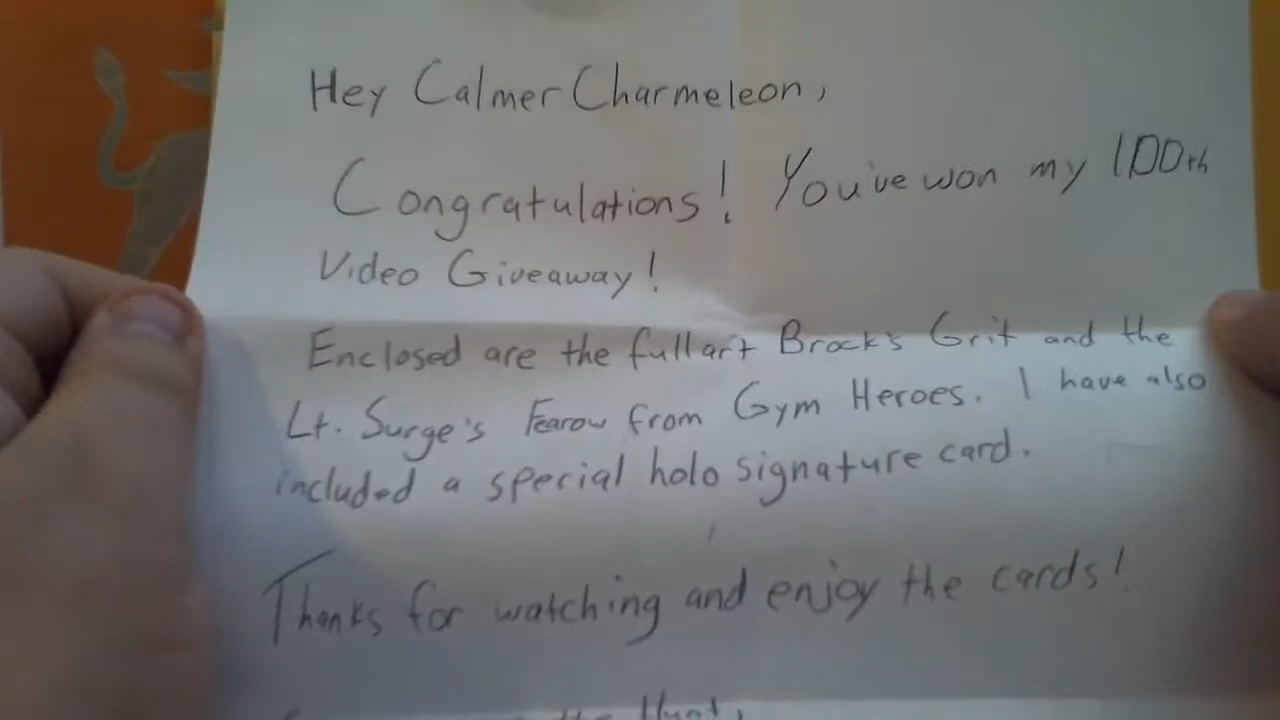 Hey Calmer Charmeleon,
Congratulations! You've won my 100th
Video Giveaway!
Enclosed are the full art Brock's Grit and the
Lt. Surge's Fearow from Gym Heroes. I have also
included a special holo signature card.
Thanks for watching and enjoy the cards!
the Hunt,